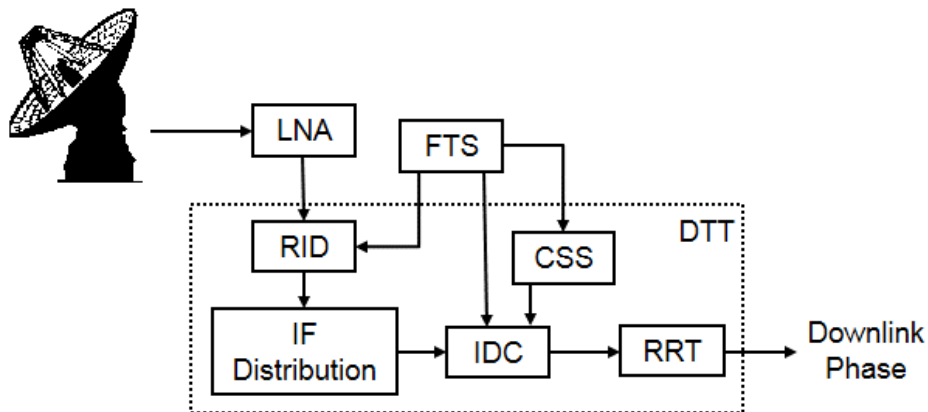 LNA
FTS
DTT
RID
CSS
IF
Distribution
IDC
RRT
Downlink
Phase